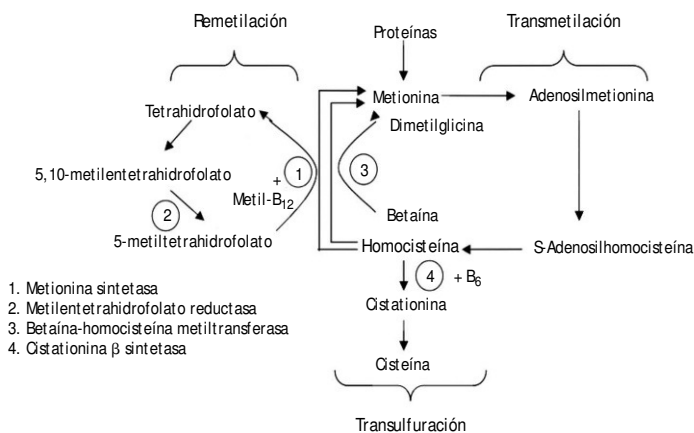 Remetilación
Transmetilación
Proteínas
Metionina
Adenosilmetionina
Tetrahidrofolato
Dimetilglicina
5,10-metilentetrahidrofolato
1
3
+
Metil-B12
2
Betaína
5-metiltetrahidrofolato
Homocisteína
S-Adenosilhomocisteína
4 + B6
1. Metionina sintetasa
2. Metilentetrahidrofolato reductasa
3. Betaína-homocisteína metiltransferasa
4. Cistationina β sintetasa
Cistationina
Cisteína
Transulfuración